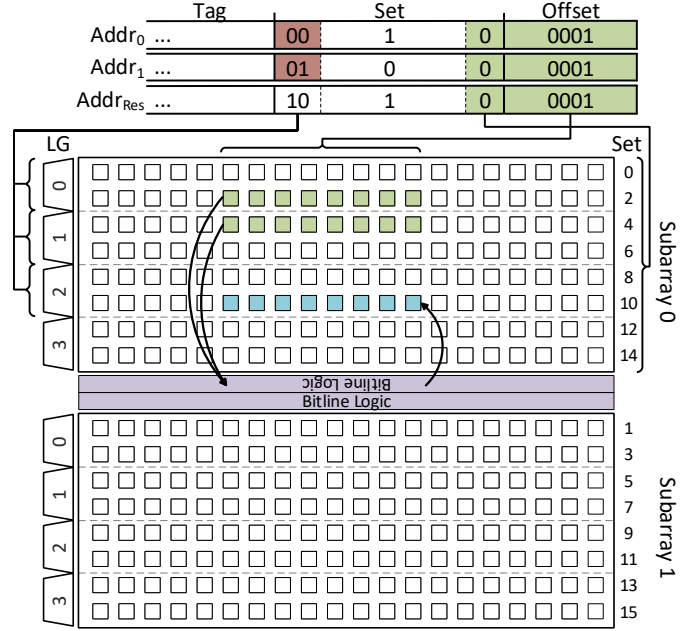 Tag Set Offset
Addr0 ... 00 1 0 0001
Addr1 ... 01 0 0 0001
AddrRes ... 10 1 0 0001
LG Set
0
1
2
3
0
2
4
6
8
10
12
14
Subarray 0
Bitline Logic
Bitline Logic
0
1
2
3
1
3
5
7
9
11
13
15
Subarray 1